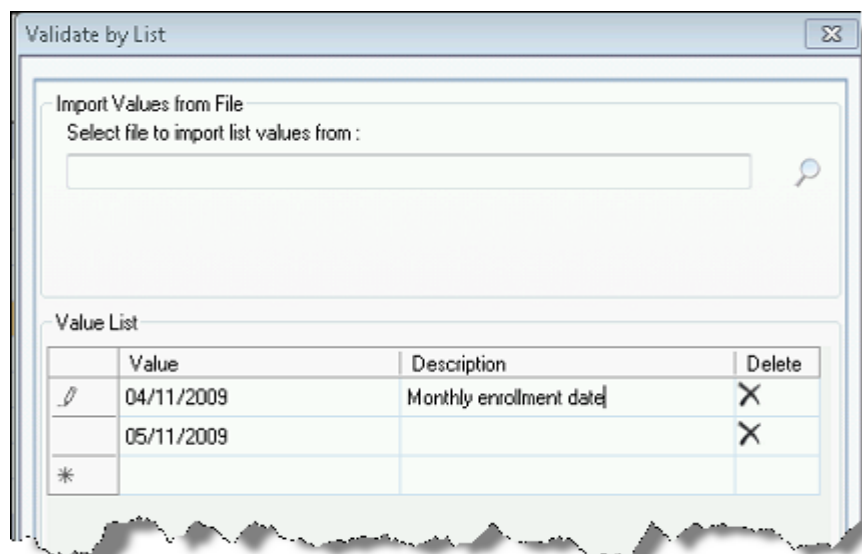 Validate by List
Import Values from File
Select file to import list values from :
Value List
Value Description Delete
04/11/2009 Monthly enrollment date
05/11/2009